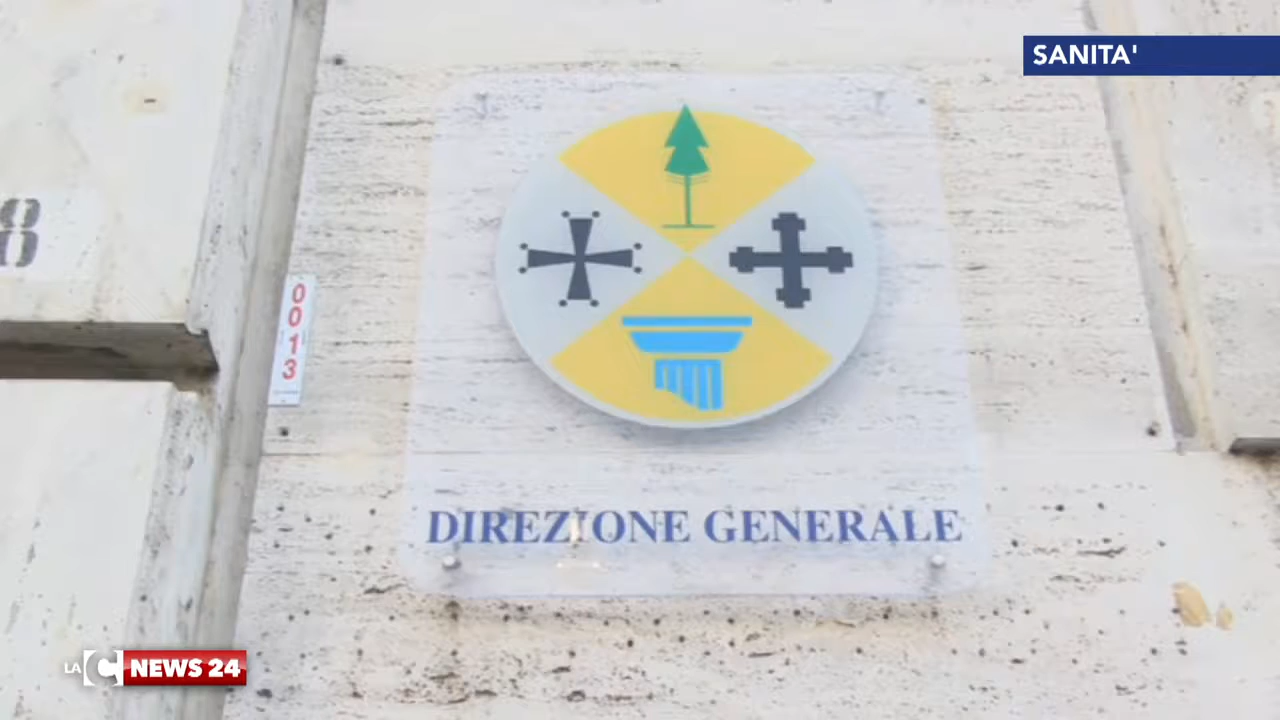 SANITA'
8
0013
DIREZIONE GENERALE
LA C NEWS 24